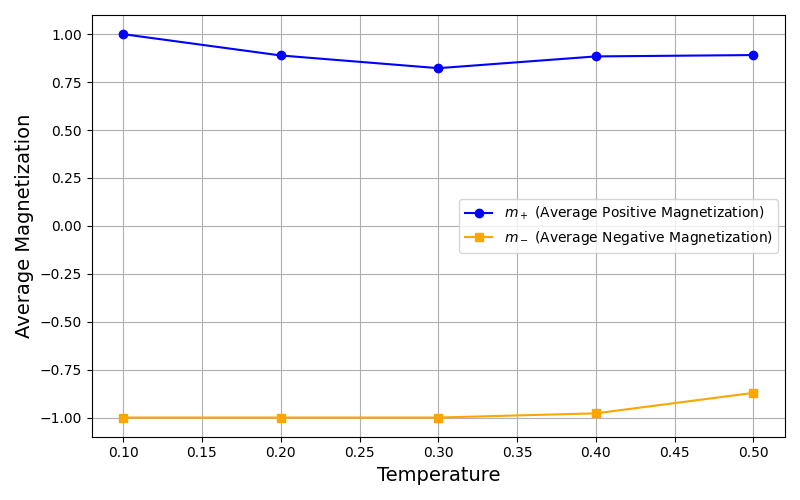 1.00
0.75
0.50
0.25
0.00
−0.25
−0.50
−0.75
−1.00
Average Magnetization
m₊ (Average Positive Magnetization)
m₋ (Average Negative Magnetization)
0.10 0.15 0.20 0.25 0.30 0.35 0.40 0.45 0.50
Temperature